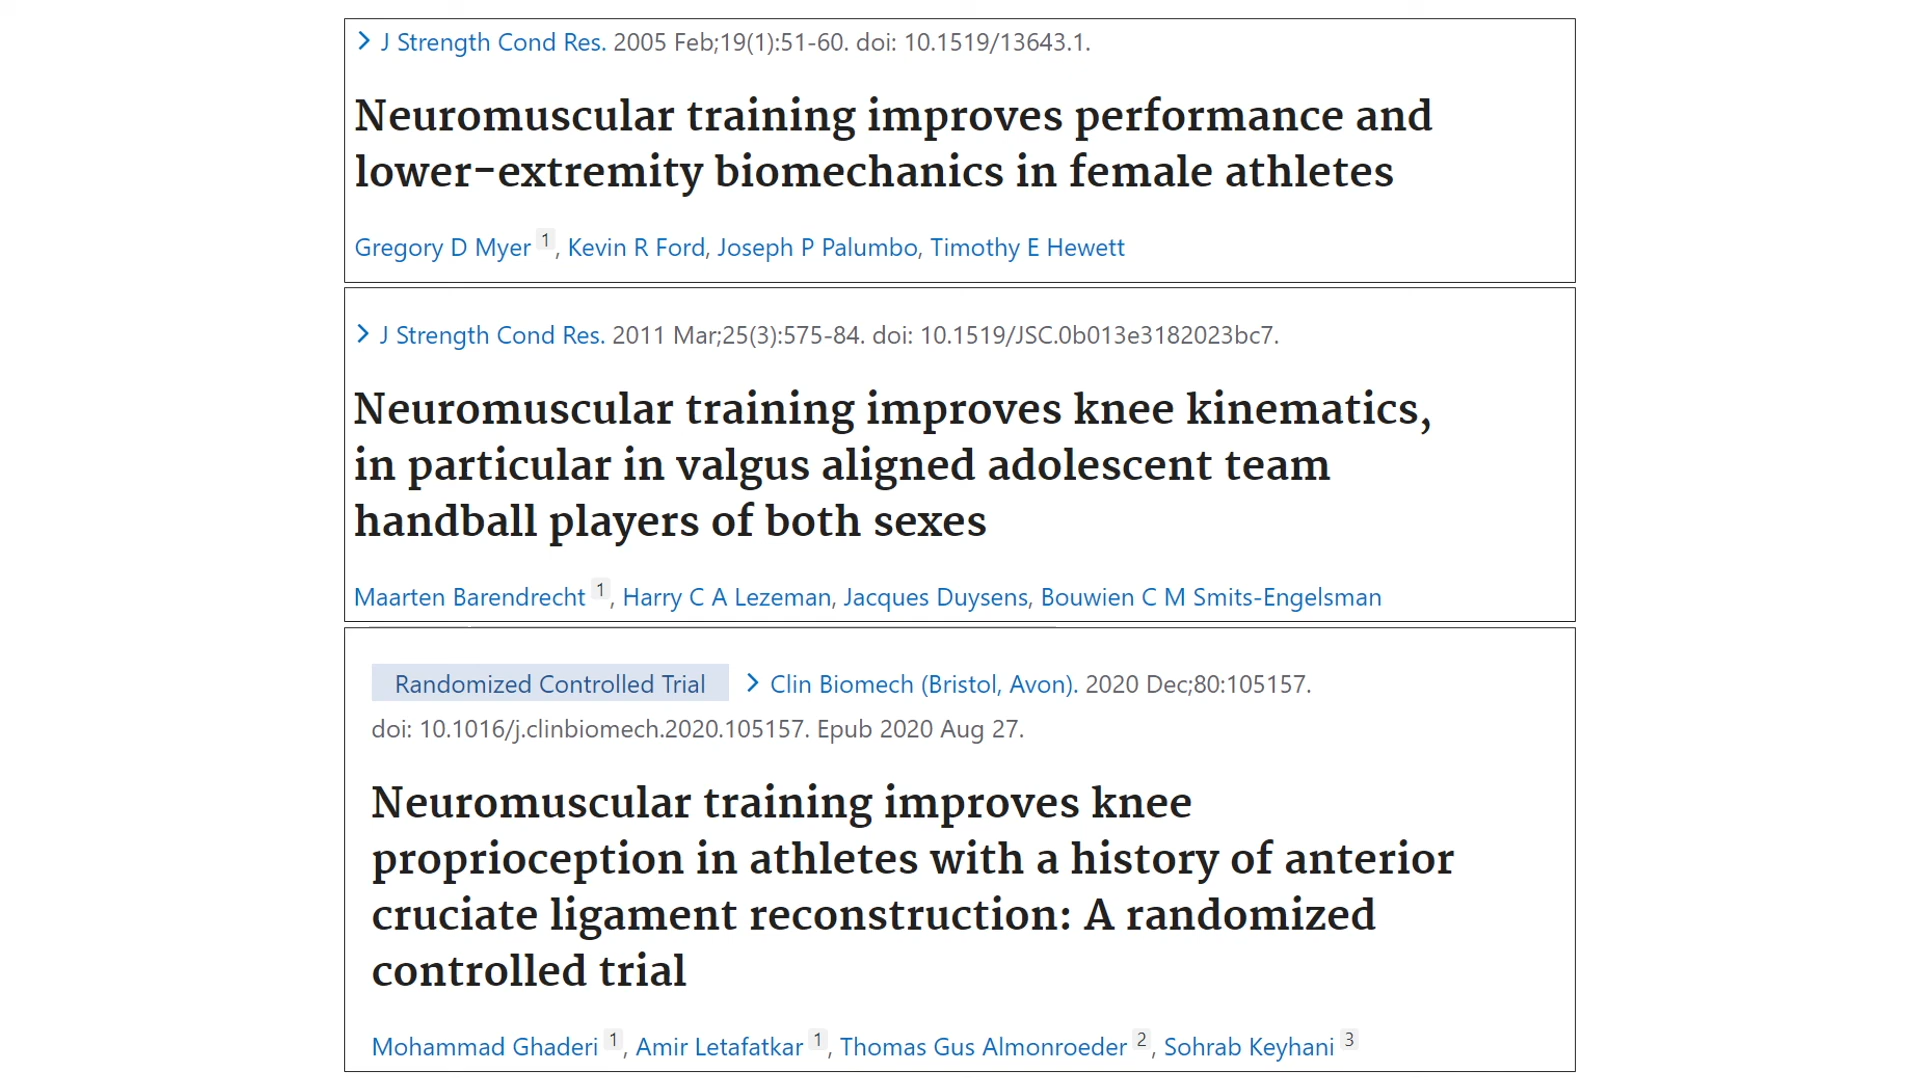 J Strength Cond Res. 2005 Feb;19(1):51-60. doi: 10.1519/13643.1.
Neuromuscular training improves performance and
lower-extremity biomechanics in female athletes
Gregory D Myer 1, Kevin R Ford, Joseph P Palumbo, Timothy E Hewett
J Strength Cond Res. 2011 Mar;25(3):575-84. doi: 10.1519/JSC.0b013e3182023bc7.
Neuromuscular training improves knee kinematics,
in particular in valgus aligned adolescent team
handball players of both sexes
Maarten Barendrecht 1, Harry C A Lezeman, Jacques Duysens, Bouwien C M Smits-Engelsman
Randomized Controlled Trial > Clin Biomech (Bristol, Avon). 2020 Dec;80:105157.
doi: 10.1016/j.clinbiomech.2020.105157. Epub 2020 Aug 27.
Neuromuscular training improves knee
proprioception in athletes with a history of anterior
cruciate ligament reconstruction: A randomized
controlled trial
Mohammad Ghaderi 1, Amir Letafatkar 1, Thomas Gus Almonroeder 2, Sohrab Keyhani 3